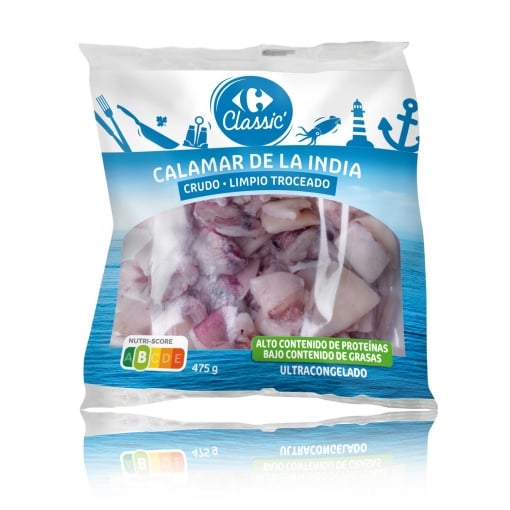 Classic'
CALAMAR DE LA INDIA
CRUDO • LIMPIO TROCEADO
NUTRI-SCORE
A B C D E
475 g
ALTO CONTENIDO DE PROTEÍNAS
BAJO CONTENIDO DE GRASAS
ULTRACONGELADO